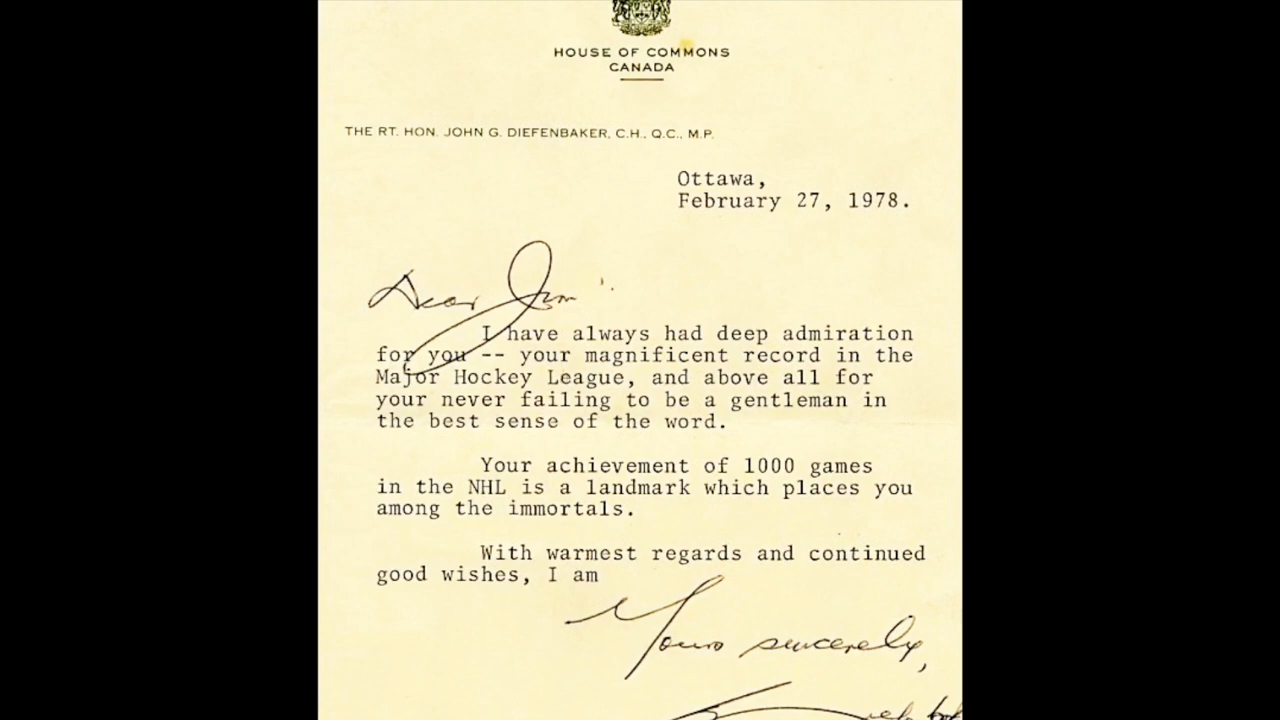 HOUSE OF COMMONS
CANADA
THE RT. HON. JOHN G. DIEFENBAKER, C.H., Q.C., M.P.
Ottawa,
February 27, 1978.
Dear Jim
I have always had deep admiration
for you -- your magnificent record in the
Major Hockey League, and above all for
your never failing to be a gentleman in
the best sense of the word.
Your achievement of 1000 games
in the NHL is a landmark which places you
among the immortals.
With warmest regards and continued
good wishes, I am
Yours sincerely,